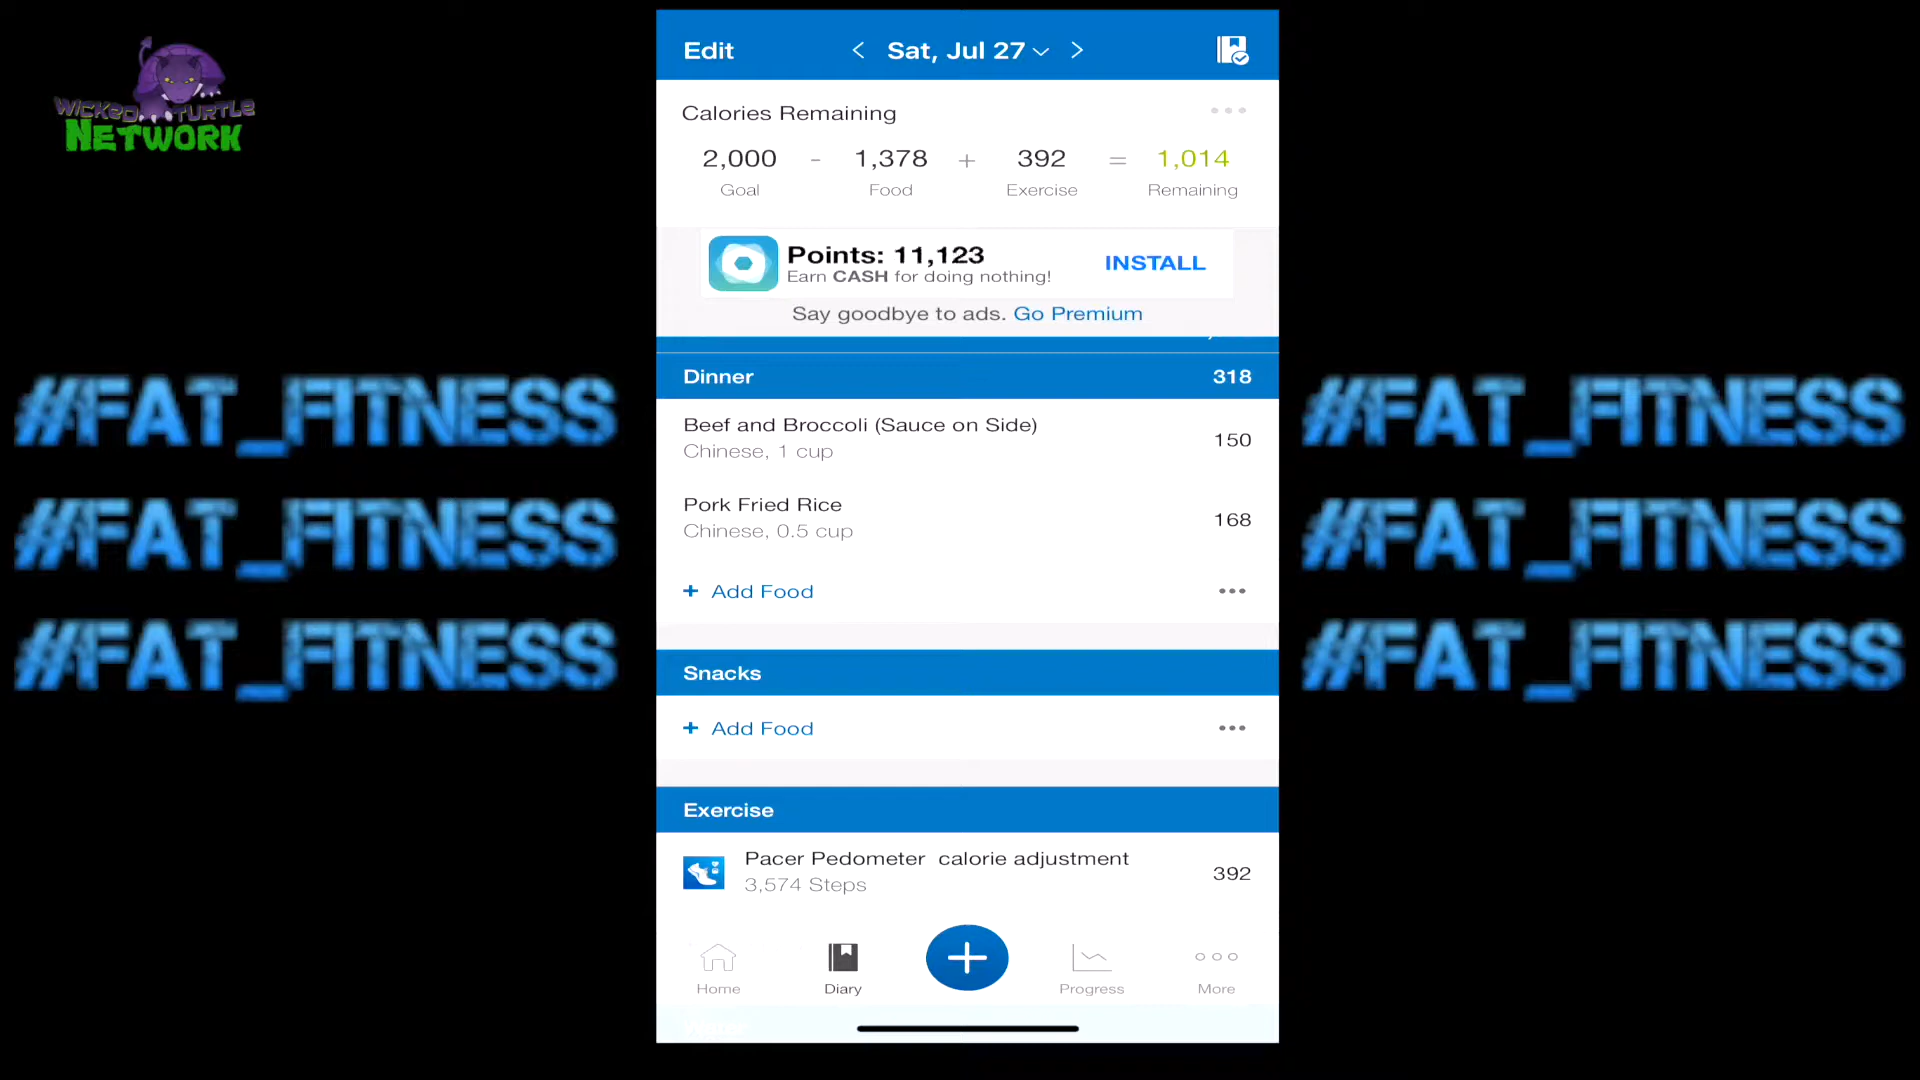 WICKED TURTLE
NETWORK
Edit
Sat, Jul 27
Calories Remaining
2,000 - 1,378 + 392 = 1,014
Goal Food Exercise Remaining
Points: 11,123
Earn CASH for doing nothing!
INSTALL
Say goodbye to ads. Go Premium
Dinner 318
Beef and Broccoli (Sauce on Side)
Chinese, 1 cup
150
Pork Fried Rice
Chinese, 0.5 cup
168
+ Add Food
Snacks
+ Add Food
Exercise
Pacer Pedometer calorie adjustment
3,574 Steps
392
Home Diary Progress More
#FAT_FITNESS
#FAT_FITNESS
#FAT_FITNESS
#FAT_FITNESS
#FAT_FITNESS
#FAT_FITNESS